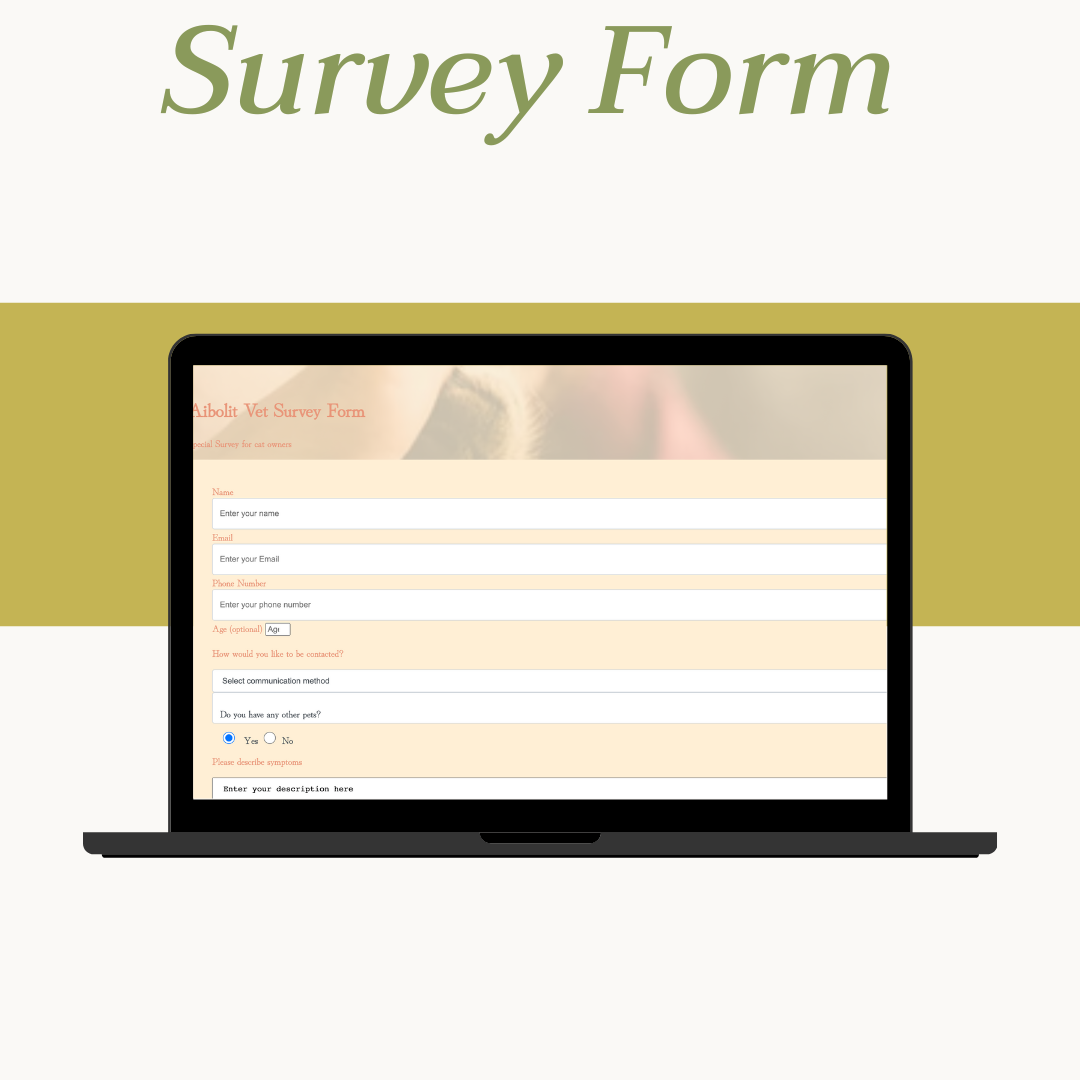 Survey Form
Aibolit Vet Survey Form
pecial Survey for cat owners
Name
Enter your name
Email
Enter your Email
Phone Number
Enter your phone number
Age (optional) Age
How would you like to be contacted?
Select communication method
Do you have any other pets?
Yes No
Please describe symptoms
Enter your description here